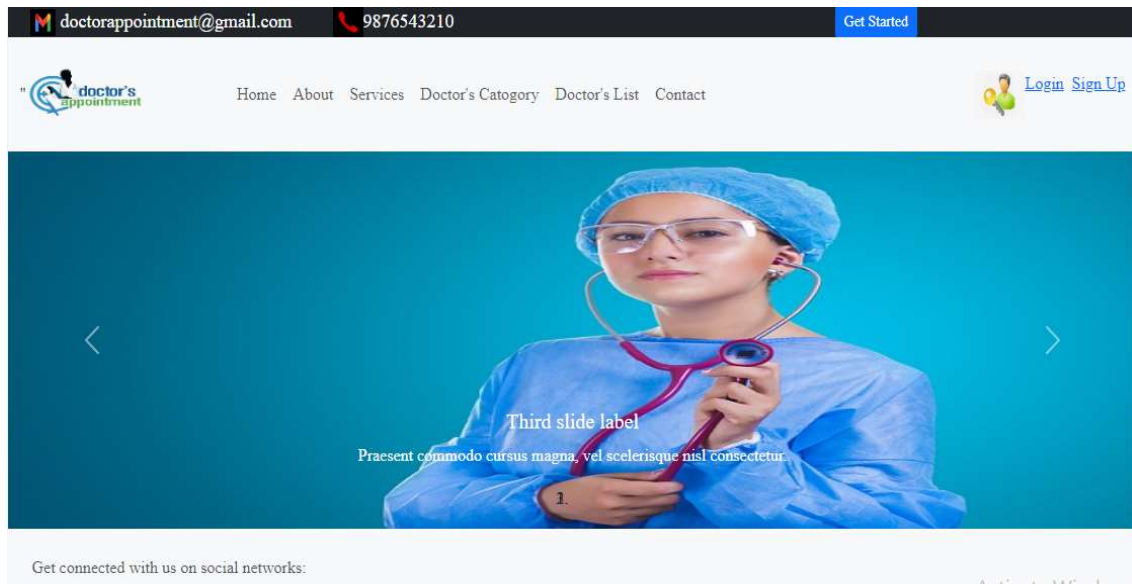 doctorappointment@gmail.com 9876543210 Get Started
" doctor's
appointment
Home About Services Doctor's Catogory Doctor's List Contact
Login Sign Up
Third slide label
Praesent commodo cursus magna, vel scelerisque nisl consectetur.
Get connected with us on social networks: